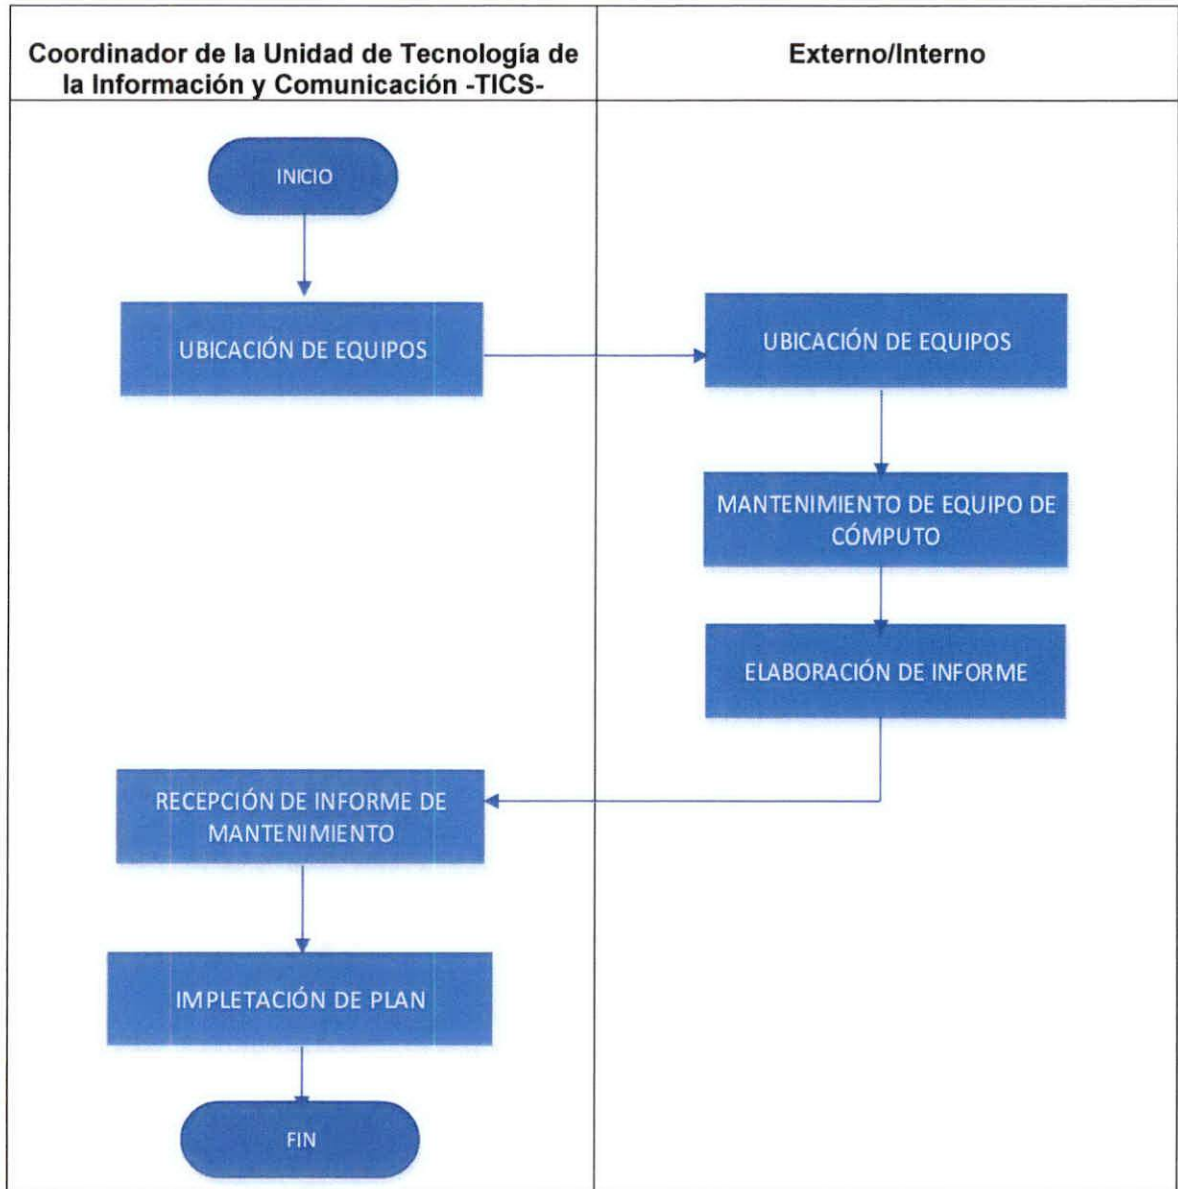 Coordinador de la Unidad de Tecnología de
la Información y Comunicación -TICS-
Externo/Interno
INICIO
UBICACIÓN DE EQUIPOS
UBICACIÓN DE EQUIPOS
MANTENIMIENTO DE EQUIPO DE
CÓMPUTO
ELABORACIÓN DE INFORME
RECEPCIÓN DE INFORME DE
MANTENIMIENTO
IMPLETACIÓN DE PLAN
FIN